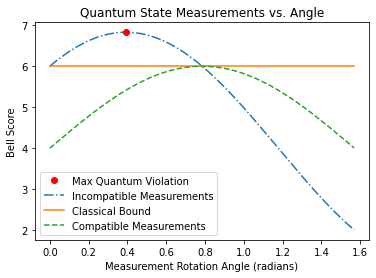 Quantum State Measurements vs. Angle
7
6
5
4
3
2
Bell Score
Max Quantum Violation
Incompatible Measurements
Classical Bound
Compatible Measurements
0.0 0.2 0.4 0.6 0.8 1.0 1.2 1.4 1.6
Measurement Rotation Angle (radians)